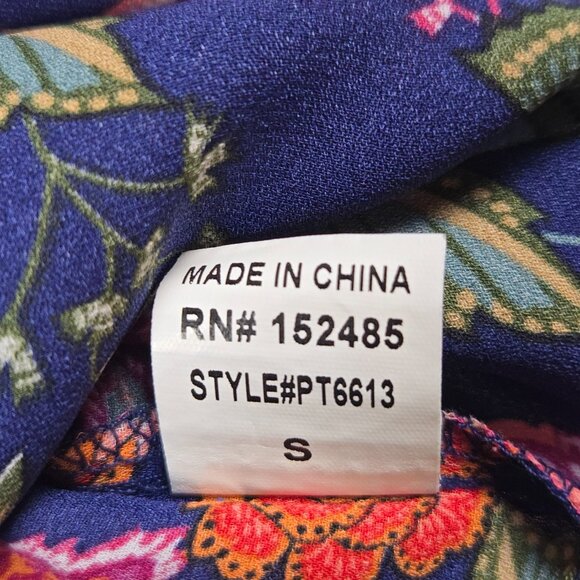 MADE IN CHINA
RN# 152485
STYLE#PT6613
S